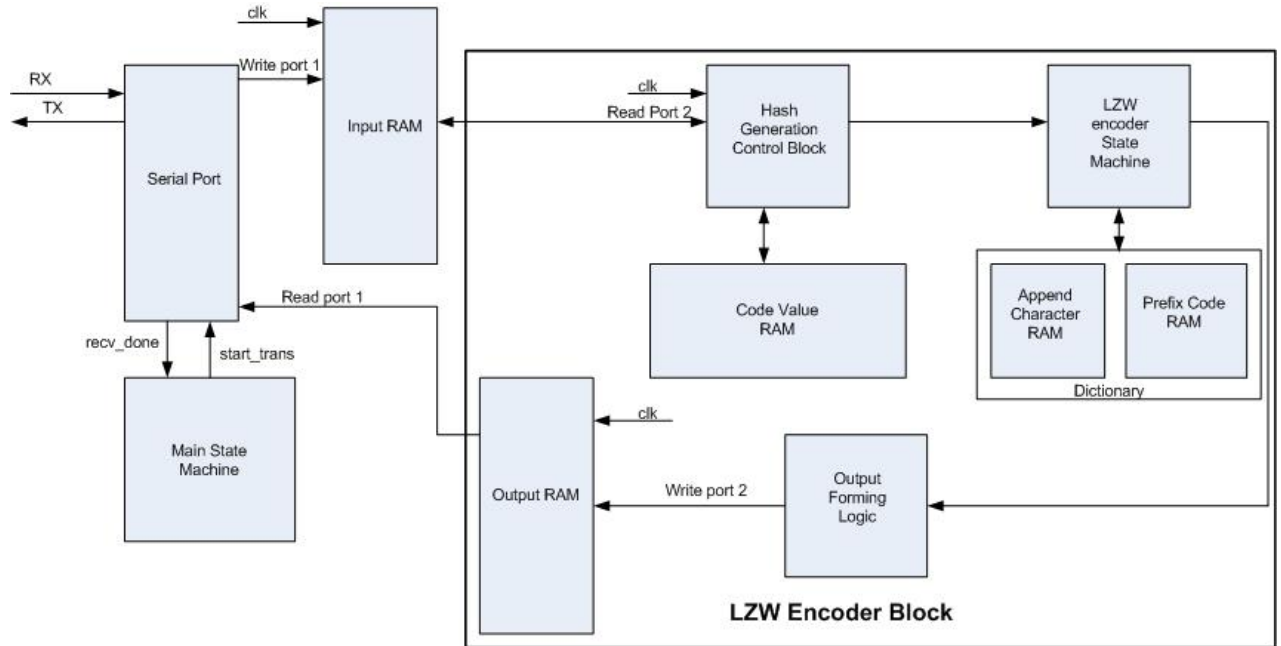 clk
Write port 1
RX
TX
Input RAM
Serial Port
clk
Read Port 2
Hash
Generation
Control Block
LZW
encoder
State
Machine
Code Value
RAM
Append
Character
RAM
Prefix Code
RAM
Dictionary
Read port 1
recv_done
start_trans
Main State
Machine
clk
Output RAM
Write port 2
Output
Forming
Logic
LZW Encoder Block